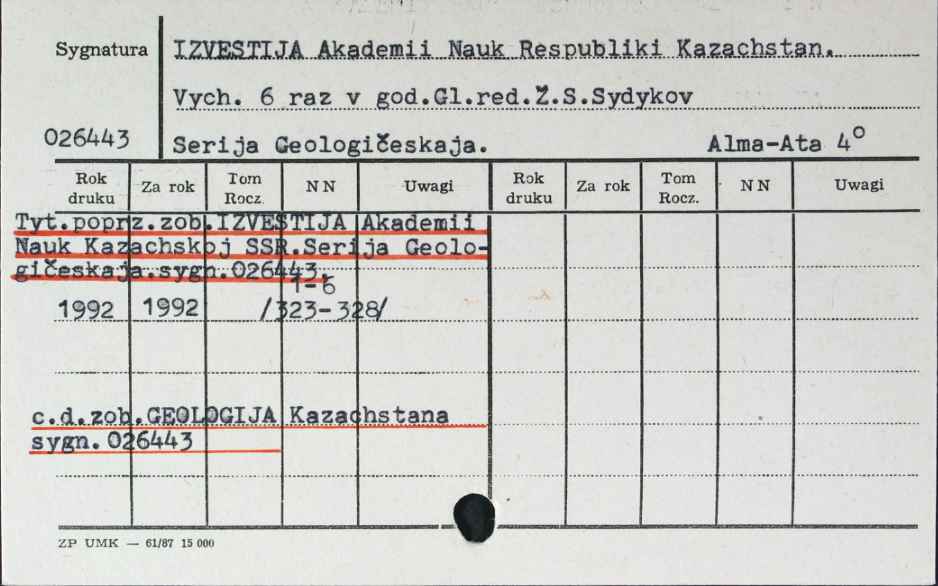 Sygnatura IZVESTIJA Akademii Nauk Respubliki Kazachstan.
Vych. 6 raz v god.Gl.red.Ž.S.Sydykov
026443 Serija Geologičeskaja. Alma-Ata 4°
Rok druku Za rok Tom Rocz. NN Uwagi Rok druku Za rok Tom Rocz. NN Uwagi
Tyt.poprz.zob.IZVESTIJA Akademii
Nauk Kazachskoj SSR.Serija Geolo-
gičeskaja.sygn.026443.
1-6
1992 1992 /323-328/
c.d.zob.GEOLOGIJA Kazachstana
sygn.026443
ZP UMK — 61/87 15 000